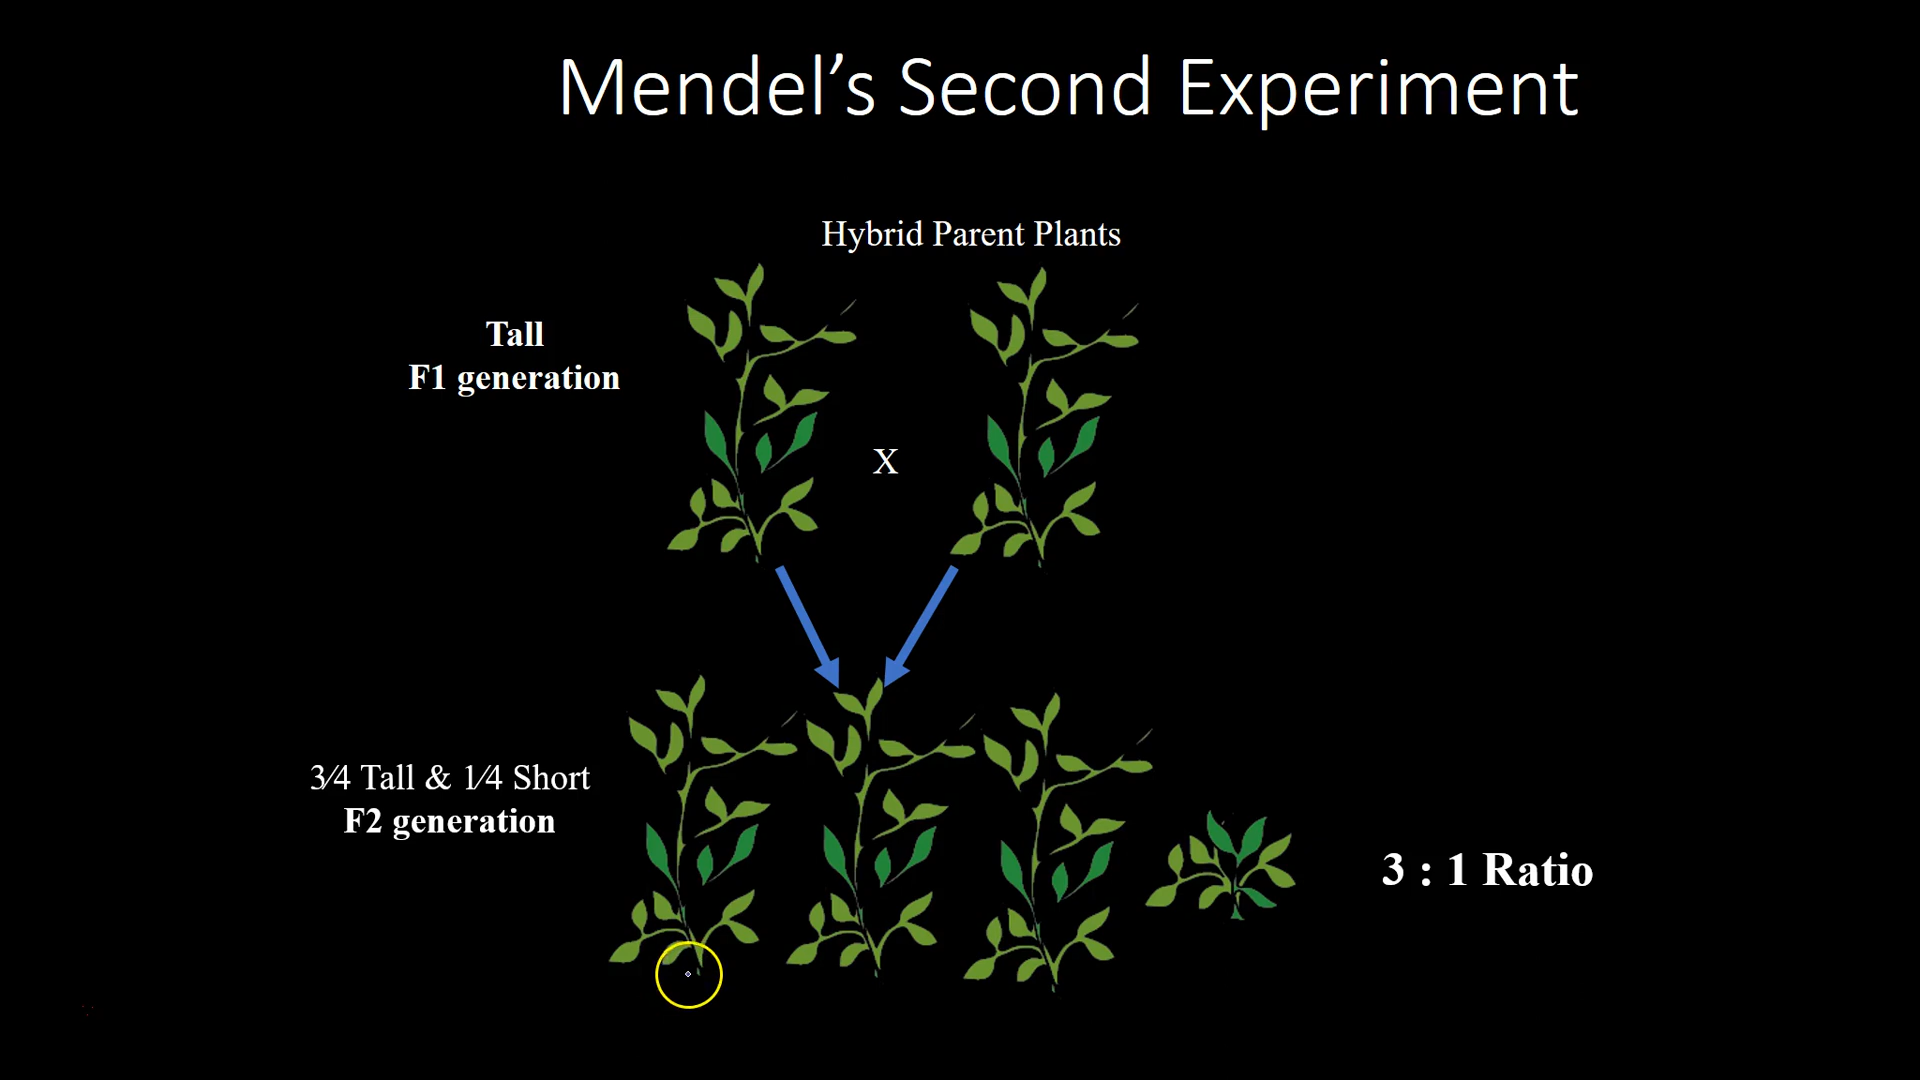 Mendel’s Second Experiment
Hybrid Parent Plants
Tall
F1 generation
X
3⁄4 Tall & 1⁄4 Short
F2 generation
3 : 1 Ratio